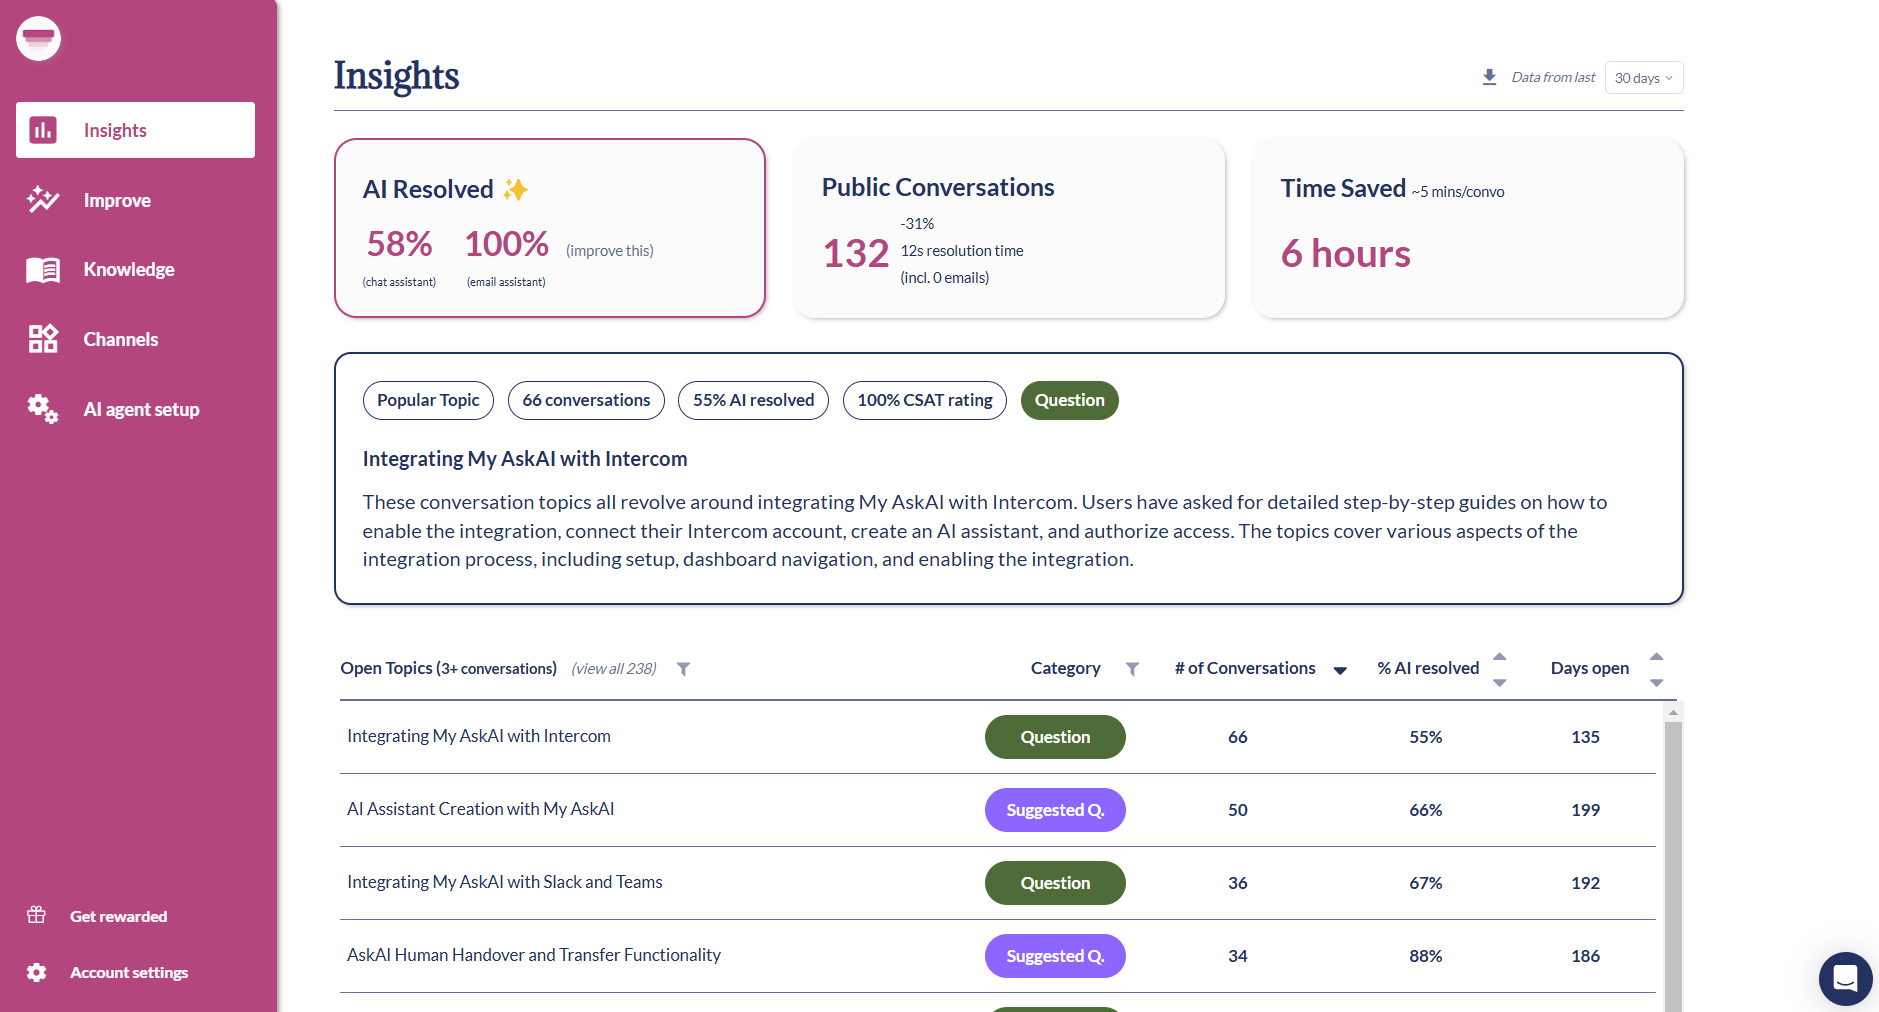 Insights
Improve
Knowledge
Channels
AI agent setup
Get rewarded
Account settings
Insights
Data from last 30 days
AI Resolved ✨
58% 100% (improve this)
(chat assistant) (email assistant)
Public Conversations
-31%
132 12s resolution time
(incl. 0 emails)
Time Saved ~5 mins/convo
6 hours
Popular Topic 66 conversations 55% AI resolved 100% CSAT rating Question
Integrating My AskAI with Intercom
These conversation topics all revolve around integrating My AskAI with Intercom. Users have asked for detailed step-by-step guides on how to
enable the integration, connect their Intercom account, create an AI assistant, and authorize access. The topics cover various aspects of the
integration process, including setup, dashboard navigation, and enabling the integration.
Open Topics (3+ conversations) (view all 238) Category # of Conversations % AI resolved Days open
Integrating My AskAI with Intercom Question 66 55% 135
AI Assistant Creation with My AskAI Suggested Q. 50 66% 199
Integrating My AskAI with Slack and Teams Question 36 67% 192
AskAI Human Handover and Transfer Functionality Suggested Q. 34 88% 186